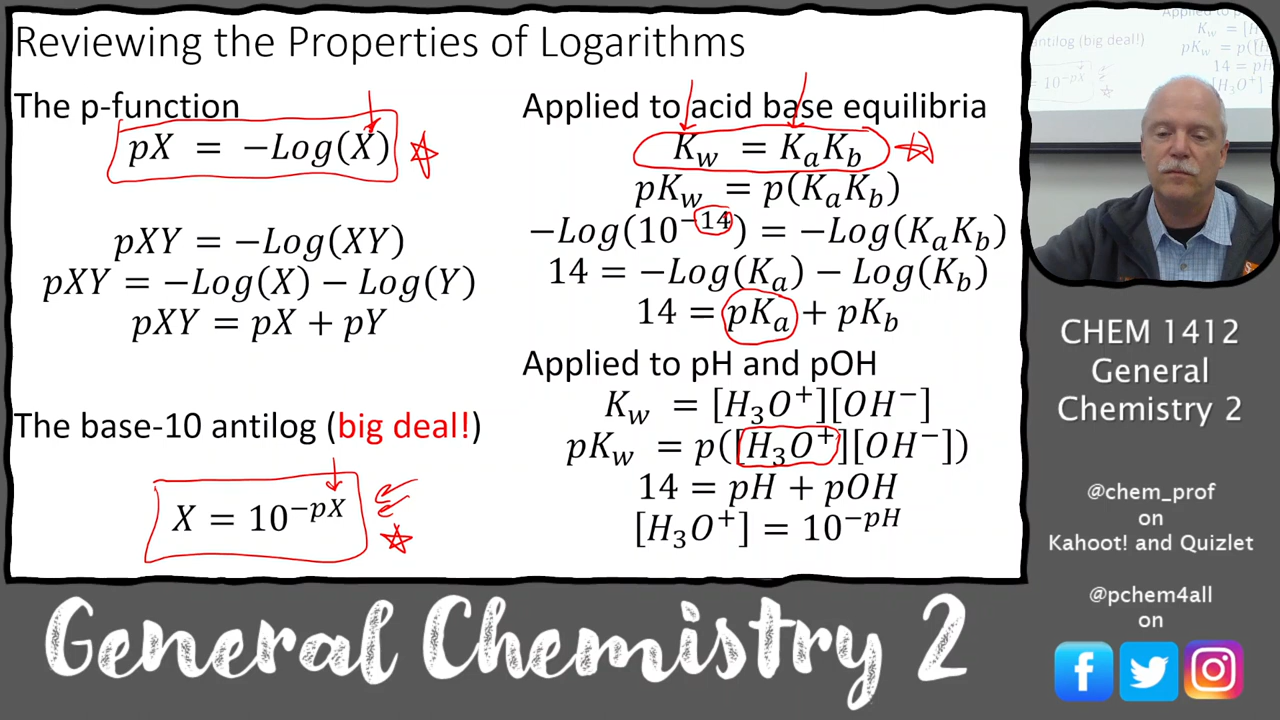 Reviewing the Properties of Logarithms
The p-function
pX = −Log(X)
pXY = −Log(XY)
pXY = −Log(X) − Log(Y)
pXY = pX + pY
The base-10 antilog (big deal!)
X = 10^{−pX}
Applied to acid base equilibria
K_w = K_aK_b
pK_w = p(K_aK_b)
−Log(10^{−14}) = −Log(K_aK_b)
14 = −Log(K_a) − Log(K_b)
14 = pK_a + pK_b
Applied to pH and pOH
K_w = [H_3O^+][OH^−]
pK_w = p([H_3O^+][OH^−])
14 = pH + pOH
[H_3O^+] = 10^{−pH}
CHEM 1412
General
Chemistry 2
@chem_prof
on
Kahoot! and Quizlet
@pchem4all
on
General Chemistry 2